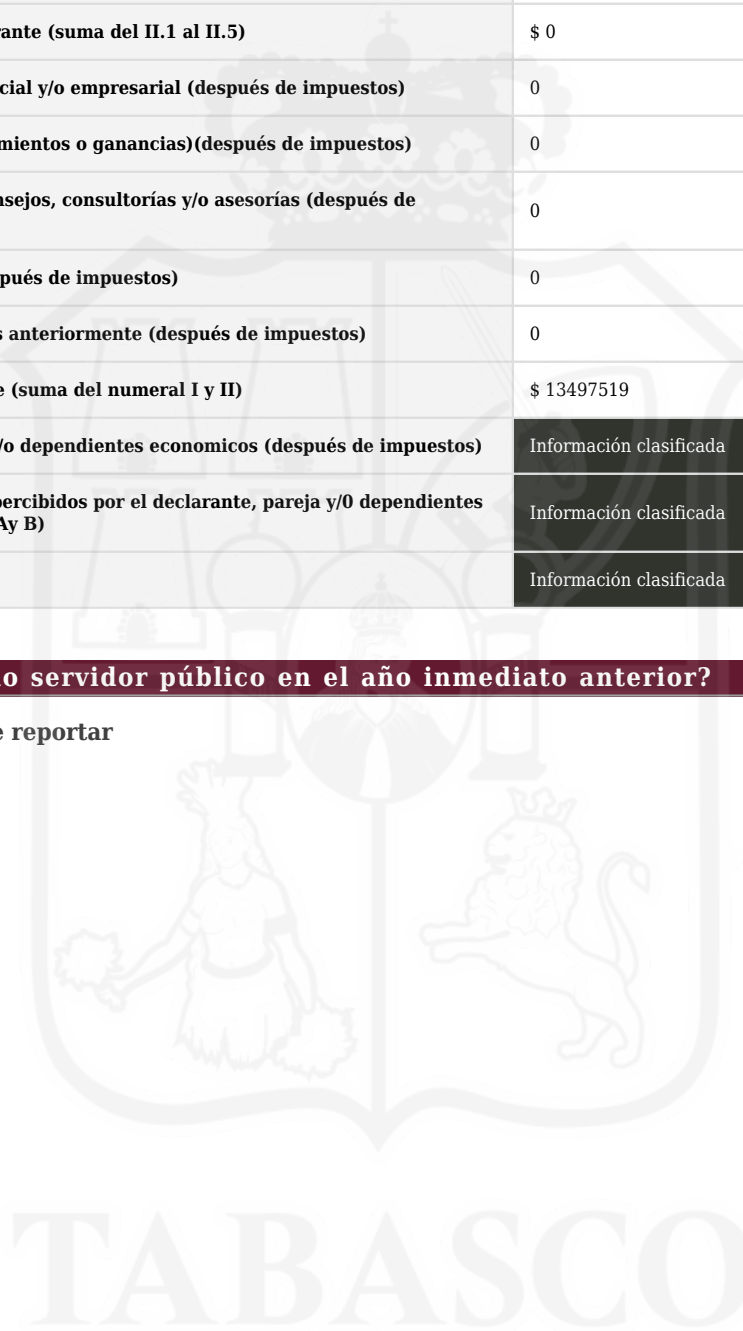 ante (suma del II.1 al II.5) $ 0
cial y/o empresarial (después de impuestos) 0
mientos o ganancias)(después de impuestos) 0
nsejos, consultorías y/o asesorías (después de 0
pués de impuestos) 0
s anteriormente (después de impuestos) 0
e (suma del numeral I y II) $ 13497519
/o dependientes economicos (después de impuestos) Información clasificada
percibidos por el declarante, pareja y/0 dependientes
Ay B) Información clasificada
Información clasificada
o servidor público en el año inmediato anterior?
e reportar
TABASCO